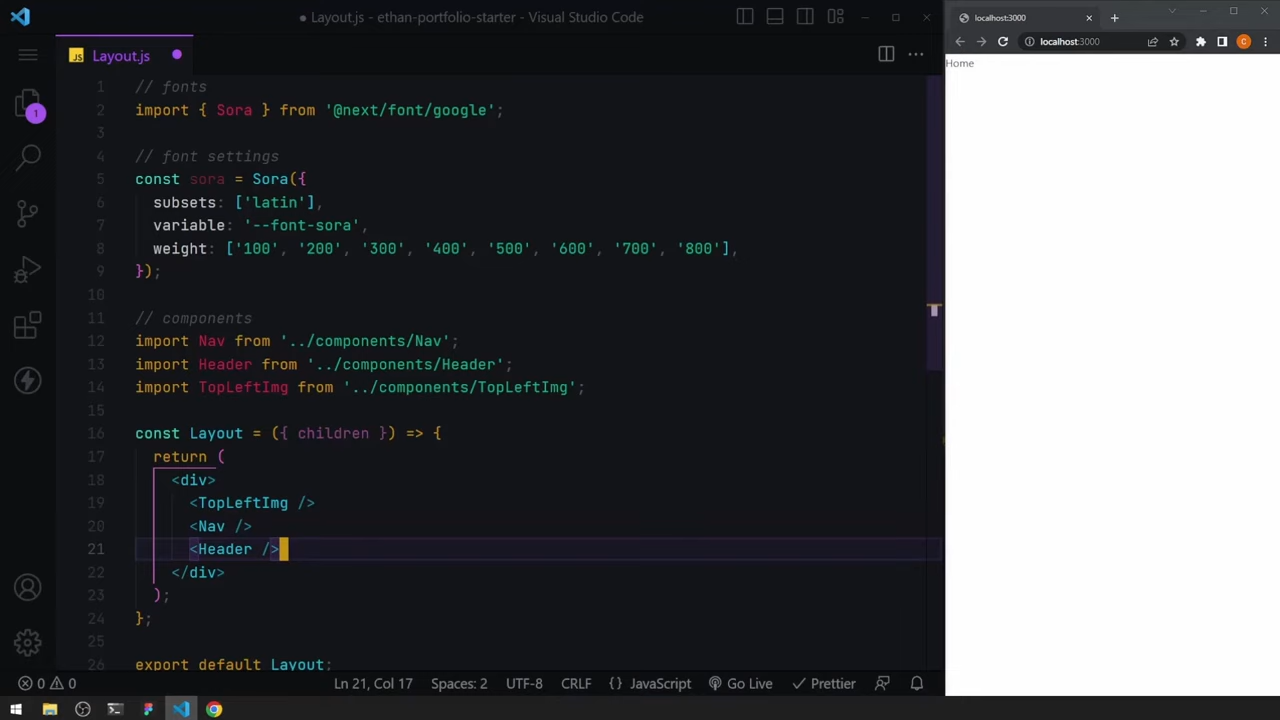 Layout.js - ethan-portfolio-starter - Visual Studio Code
Layout.js
1 // fonts
2 import { Sora } from '@next/font/google';
3
4 // font settings
5 const sora = Sora({
6 subsets: ['latin'],
7 variable: '--font-sora',
8 weight: ['100', '200', '300', '400', '500', '600', '700', '800'],
9 });
10
11 // components
12 import Nav from '../components/Nav';
13 import Header from '../components/Header';
14 import TopLeftImg from '../components/TopLeftImg';
15
16 const Layout = ({ children }) => {
17 return (
18 <div>
19 <TopLeftImg />
20 <Nav />
21 <Header />
22 </div>
23 );
24 };
25
26 export default Layout;
1
JS
0 0
Ln 21, Col 17 Spaces: 2 UTF-8 CRLF {} JavaScript Go Live Prettier
localhost:3000
localhost:3000
C
Home